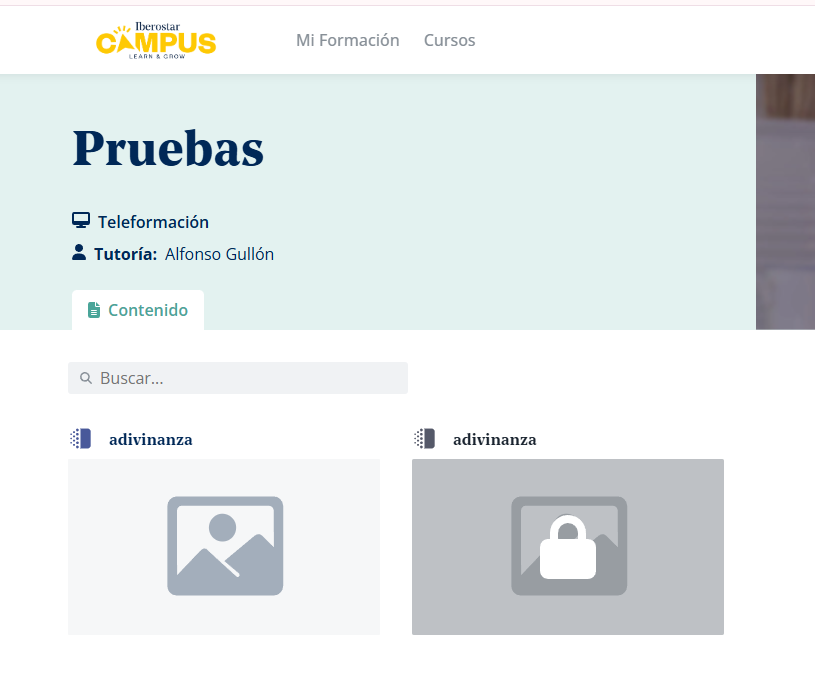 Iberostar
CAMPUS
LEARN & GROW
Mi Formación
Cursos
Pruebas
Teleformación
Tutoría: Alfonso Gullón
Contenido
Buscar...
adivinanza
adivinanza